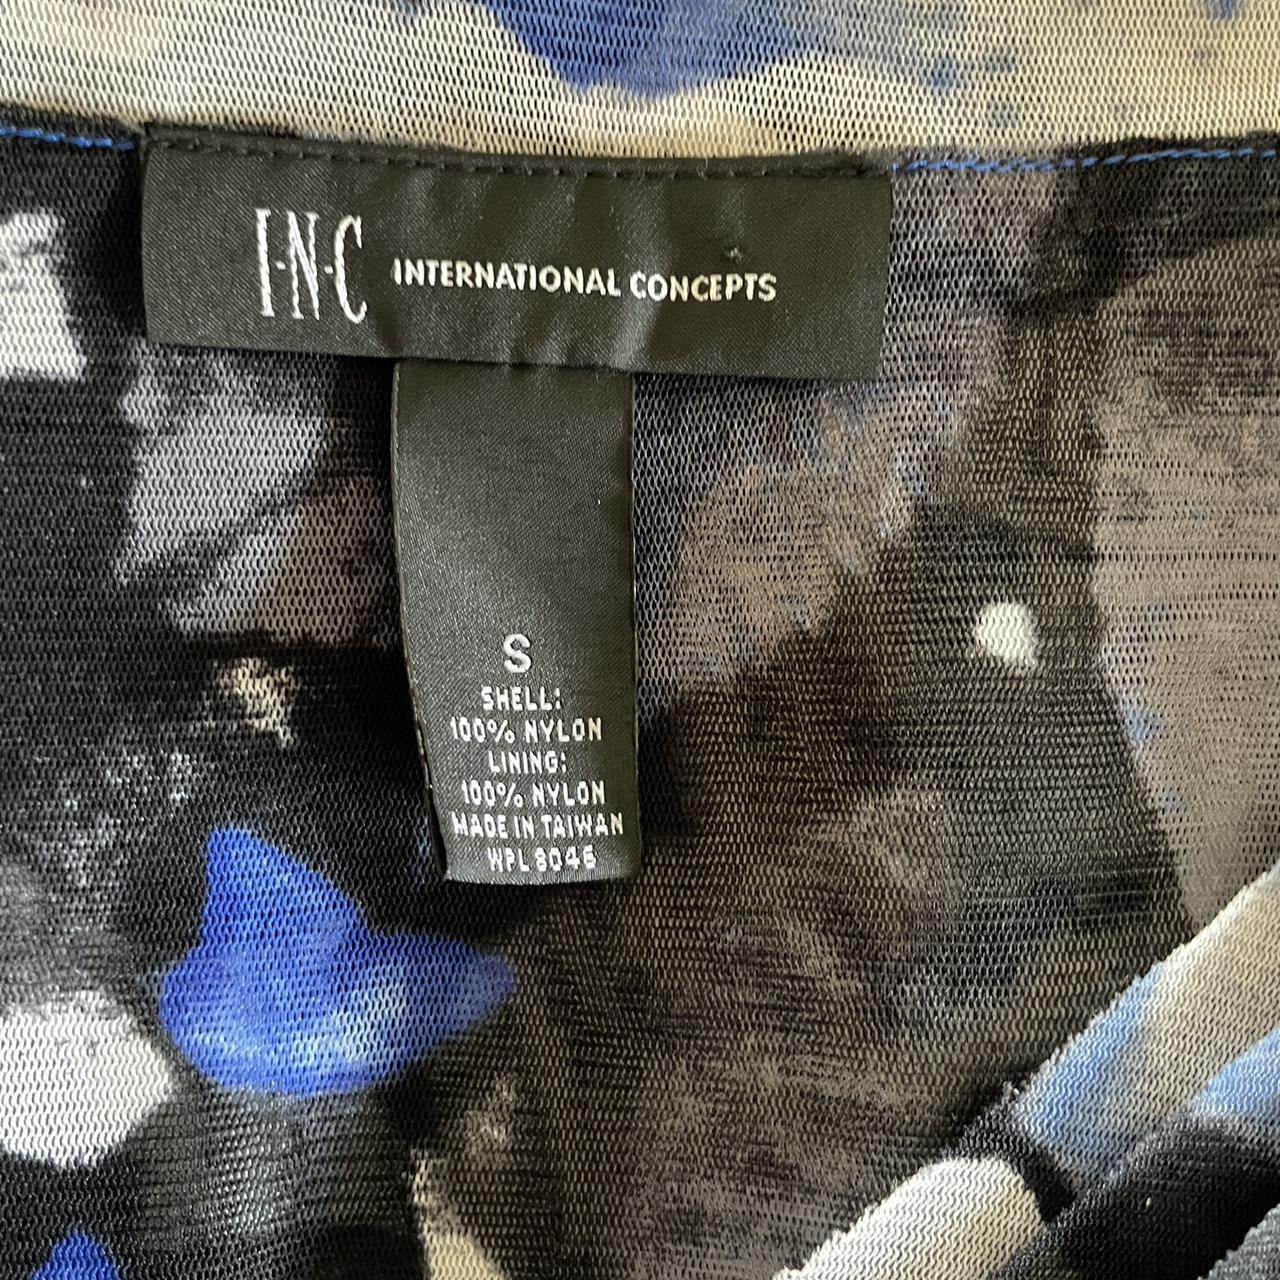 I·N·C INTERNATIONAL CONCEPTS
S
SHELL:
100% NYLON
LINING:
100% NYLON
MADE IN TAIWAN
WPL 8046